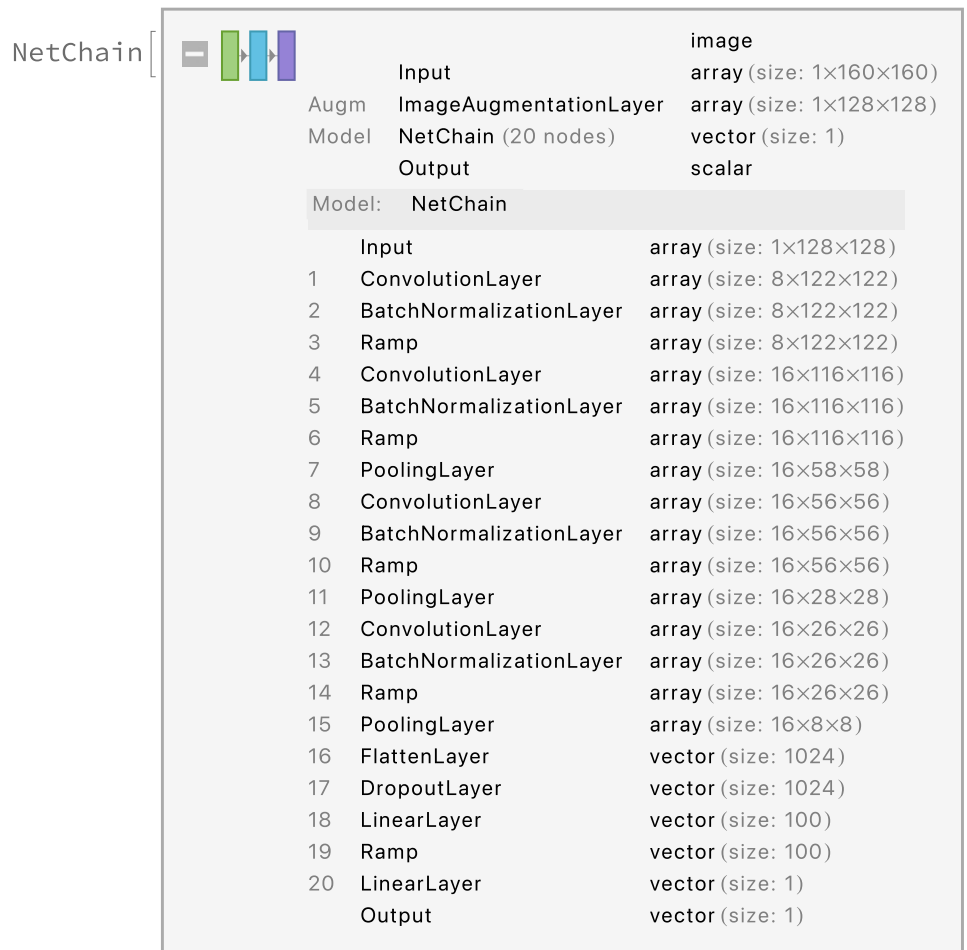 image
NetChain[
Input array (size: 1×160×160)
Augm ImageAugmentationLayer array (size: 1×128×128)
Model NetChain (20 nodes) vector (size: 1)
Output scalar
Model: NetChain
Input array (size: 1×128×128)
1 ConvolutionLayer array (size: 8×122×122)
2 BatchNormalizationLayer array (size: 8×122×122)
3 Ramp array (size: 8×122×122)
4 ConvolutionLayer array (size: 16×116×116)
5 BatchNormalizationLayer array (size: 16×116×116)
6 Ramp array (size: 16×116×116)
7 PoolingLayer array (size: 16×58×58)
8 ConvolutionLayer array (size: 16×56×56)
9 BatchNormalizationLayer array (size: 16×56×56)
10 Ramp array (size: 16×56×56)
11 PoolingLayer array (size: 16×28×28)
12 ConvolutionLayer array (size: 16×26×26)
13 BatchNormalizationLayer array (size: 16×26×26)
14 Ramp array (size: 16×26×26)
15 PoolingLayer array (size: 16×8×8)
16 FlattenLayer vector (size: 1024)
17 DropoutLayer vector (size: 1024)
18 LinearLayer vector (size: 100)
19 Ramp vector (size: 100)
20 LinearLayer vector (size: 1)
Output vector (size: 1)